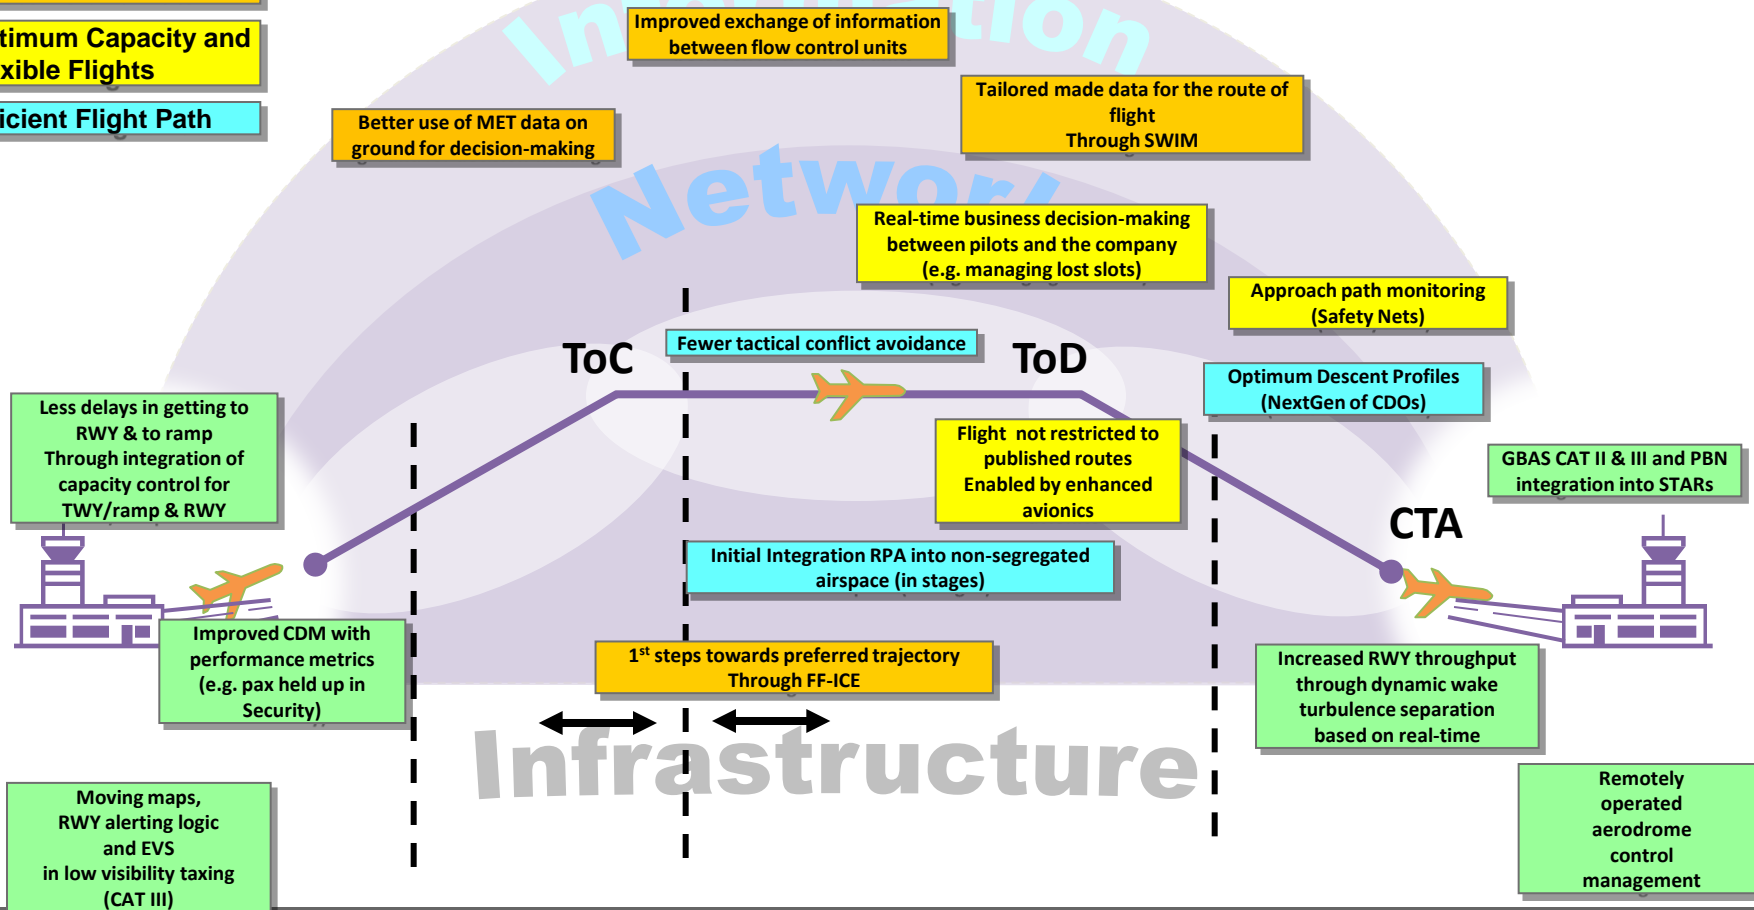 timum Capacity and
xible Flights
icient Flight Path
Information
Improved exchange of information
between flow control units
Tailored made data for the route of
flight
Through SWIM
Better use of MET data on
ground for decision-making
Network
Real-time business decision-making
between pilots and the company
(e.g. managing lost slots)
Approach path monitoring
(Safety Nets)
ToC
Fewer tactical conflict avoidance
ToD
Optimum Descent Profiles
(NextGen of CDOs)
Less delays in getting to
RWY & to ramp
Through integration of
capacity control for
TWY/ramp & RWY
Flight not restricted to
published routes
Enabled by enhanced
avionics
GBAS CAT II & III and PBN
integration into STARs
CTA
Initial Integration RPA into non-segregated
airspace (in stages)
Improved CDM with
performance metrics
(e.g. pax held up in
Security)
1st steps towards preferred trajectory
Through FF-ICE
Increased RWY throughput
through dynamic wake
turbulence separation
based on real-time
Infrastructure
Moving maps,
RWY alerting logic
and EVS
in low visibility taxing
(CAT III)
Remotely
operated
aerodrome
control
management